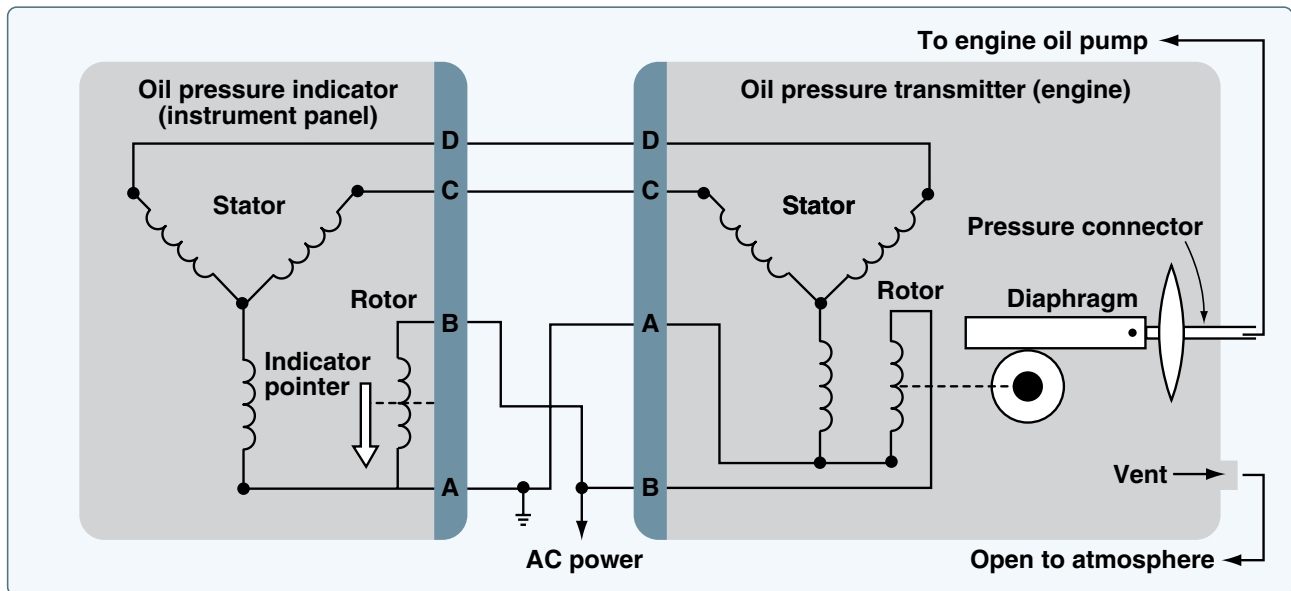 To engine oil pump
Oil pressure indicator
(instrument panel)
Oil pressure transmitter (engine)
D
D
C
C
Stator
Stator
Pressure connector
Rotor
Rotor
Diaphragm
B
A
Indicator
pointer
A
B
Vent
AC power
Open to atmosphere